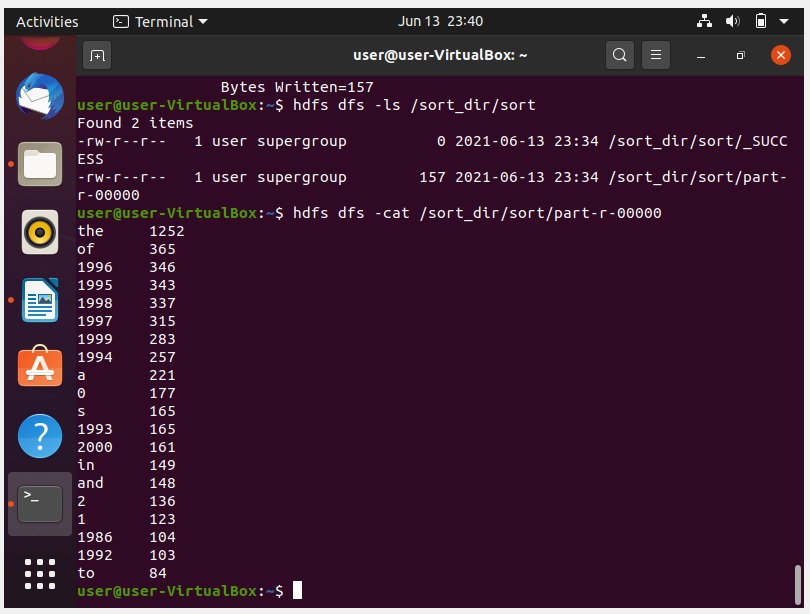 Activities Terminal Jun 13 23:40
user@user-VirtualBox: ~
Bytes Written=157
user@user-VirtualBox:~$ hdfs dfs -ls /sort_dir/sort
Found 2 items
-rw-r--r-- 1 user supergroup 0 2021-06-13 23:34 /sort_dir/sort/_SUCC
ESS
-rw-r--r-- 1 user supergroup 157 2021-06-13 23:34 /sort_dir/sort/part-
r-00000
user@user-VirtualBox:~$ hdfs dfs -cat /sort_dir/sort/part-r-00000
the 1252
of 365
1996 346
1995 343
1998 337
1997 315
1999 283
1994 257
a 221
0 177
s 165
1993 165
2000 161
in 149
and 148
2 136
1 123
1986 104
1992 103
to 84
user@user-VirtualBox:~$